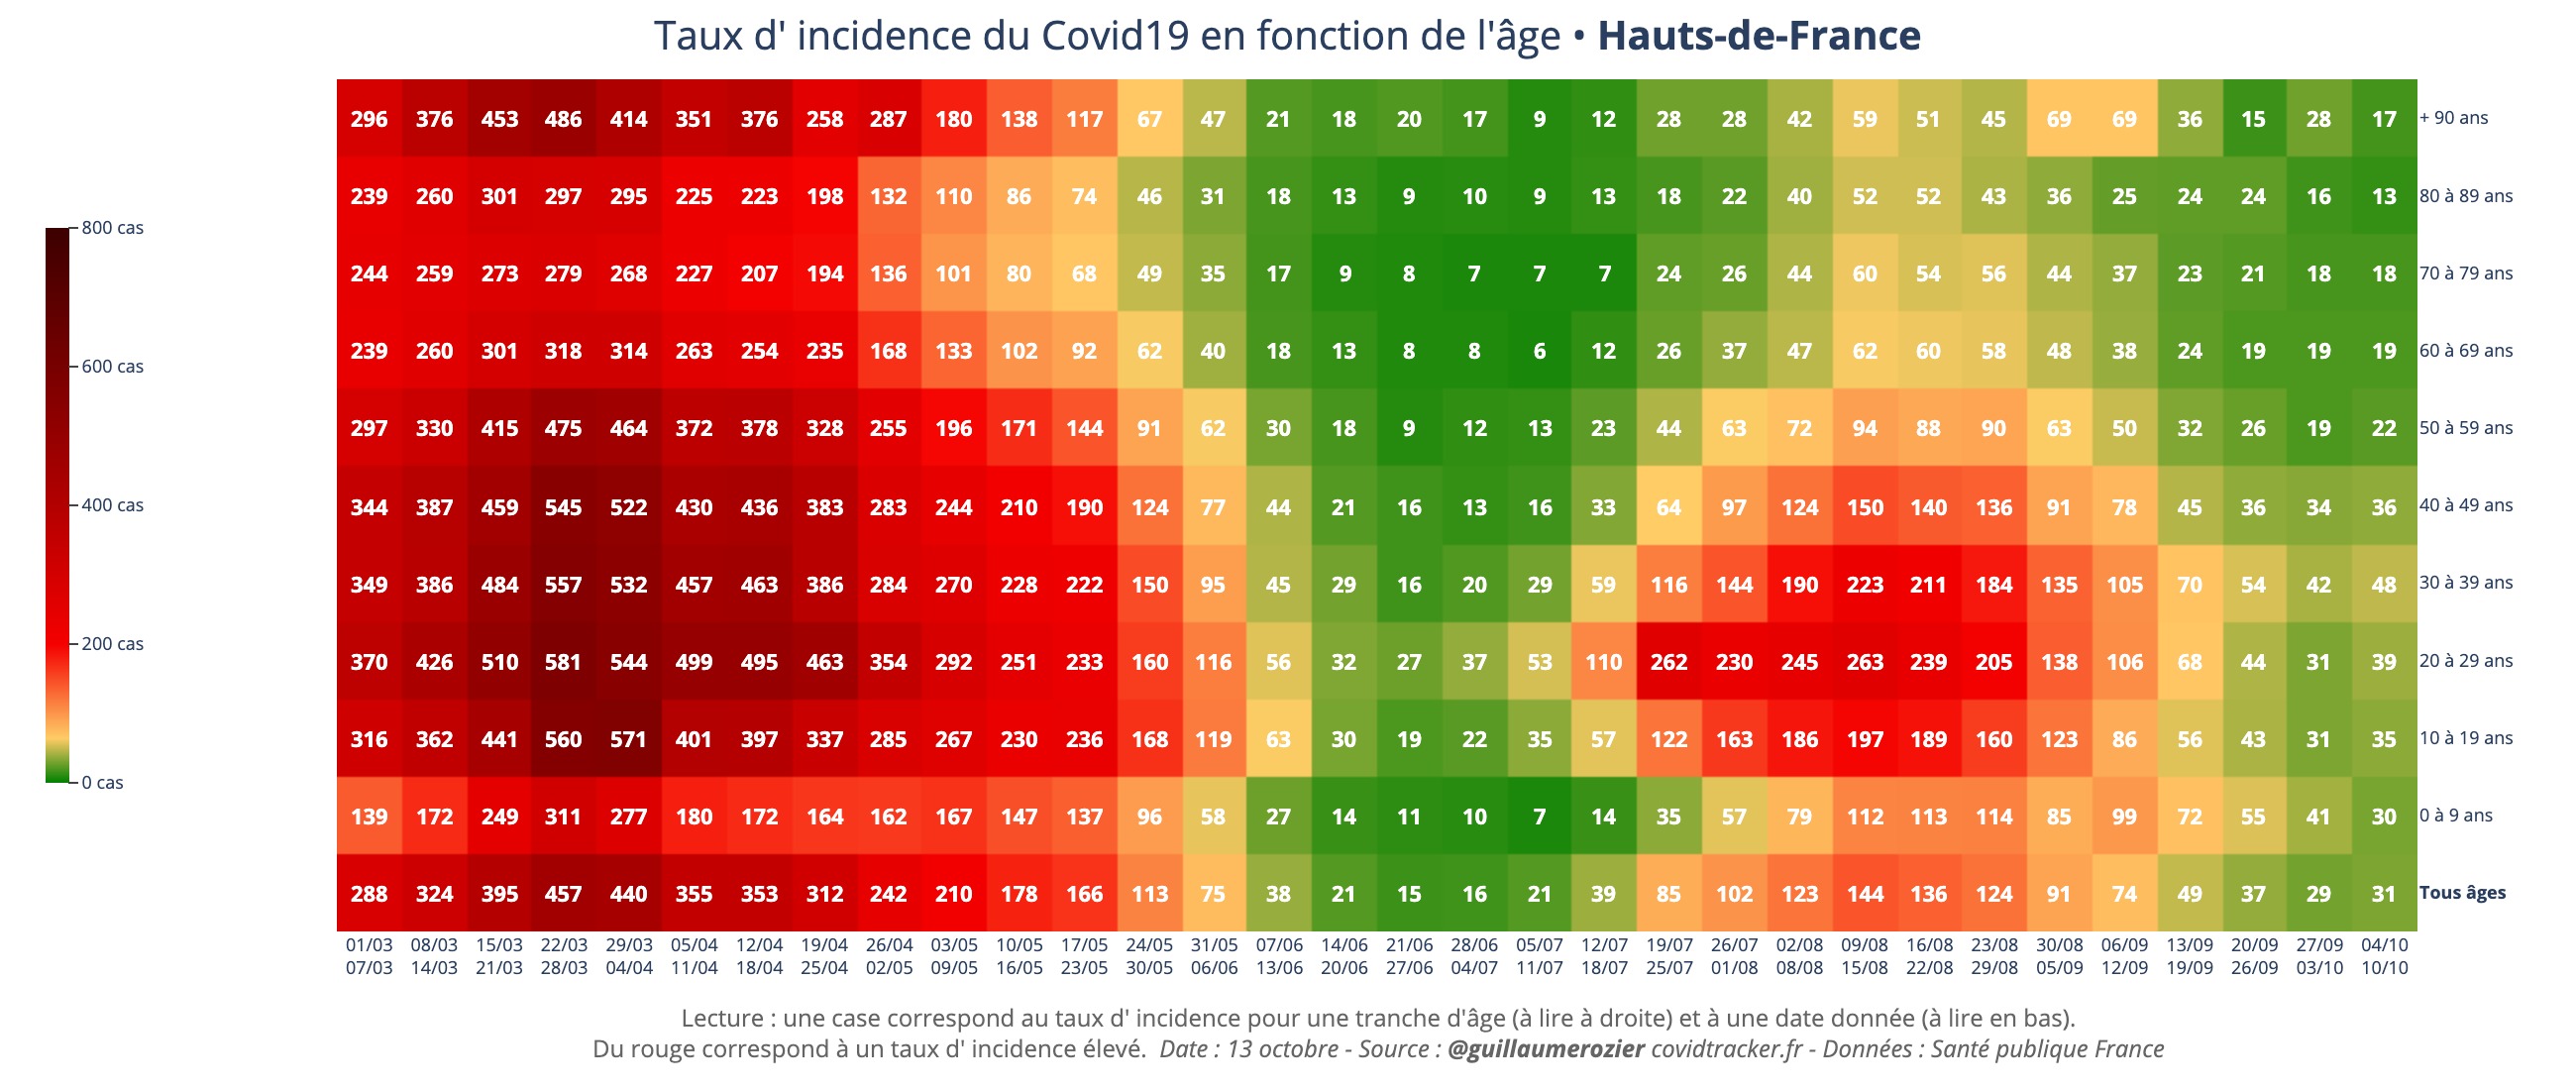 Taux d' incidence du Covid19 en fonction de l'âge • Hauts-de-France
296 376 453 486 414 351 376 258 287 180 138 117 67 47 21 18 20 17 9 12 28 28 42 59 51 45 69 69 36 15 28 17 + 90 ans
239 260 301 297 295 225 223 198 132 110 86 74 46 31 18 13 9 10 9 13 18 22 40 52 52 43 36 25 24 24 16 13 80 à 89 ans
800 cas
244 259 273 279 268 227 207 194 136 101 80 68 49 35 17 9 8 7 7 7 24 26 44 60 54 56 44 37 23 21 18 18 70 à 79 ans
239 260 301 318 314 263 254 235 168 133 102 92 62 40 18 13 8 8 6 12 26 37 47 62 60 58 48 38 24 19 19 19 60 à 69 ans
600 cas
297 330 415 475 464 372 378 328 255 196 171 144 91 62 30 18 9 12 13 23 44 63 72 94 88 90 63 50 32 26 19 22 50 à 59 ans
400 cas
344 387 459 545 522 430 436 383 283 244 210 190 124 77 44 21 16 13 16 33 64 97 124 150 140 136 91 78 45 36 34 36 40 à 49 ans
349 386 484 557 532 457 463 386 284 270 228 222 150 95 45 29 16 20 29 59 116 144 190 223 211 184 135 105 70 54 42 48 30 à 39 ans
200 cas
370 426 510 581 544 499 495 463 354 292 251 233 160 116 56 32 27 37 53 110 262 230 245 263 239 205 138 106 68 44 31 39 20 à 29 ans
316 362 441 560 571 401 397 337 285 267 230 236 168 119 63 30 19 22 35 57 122 163 186 197 189 160 123 86 56 43 31 35 10 à 19 ans
0 cas
139 172 249 311 277 180 172 164 162 167 147 137 96 58 27 14 11 10 7 14 35 57 79 112 113 114 85 99 72 55 41 30 0 à 9 ans
288 324 395 457 440 355 353 312 242 210 178 166 113 75 38 21 15 16 21 39 85 102 123 144 136 124 91 74 49 37 29 31 Tous âges
01/03 08/03 15/03 22/03 29/03 05/04 12/04 19/04 26/04 03/05 10/05 17/05 24/05 31/05 07/06 14/06 21/06 28/06 05/07 12/07 19/07 26/07 02/08 09/08 16/08 23/08 30/08 06/09 13/09 20/09 27/09 04/10
07/03 14/03 21/03 28/03 04/04 11/04 18/04 25/04 02/05 09/05 16/05 23/05 30/05 06/06 13/06 20/06 27/06 04/07 11/07 18/07 25/07 01/08 08/08 15/08 22/08 29/08 05/09 12/09 19/09 26/09 03/10 10/10
Lecture : une case correspond au taux d' incidence pour une tranche d'âge (à lire à droite) et à une date donnée (à lire en bas).
Du rouge correspond à un taux d' incidence élevé. Date : 13 octobre - Source : @guillaumerozier covidtracker.fr - Données : Santé publique France